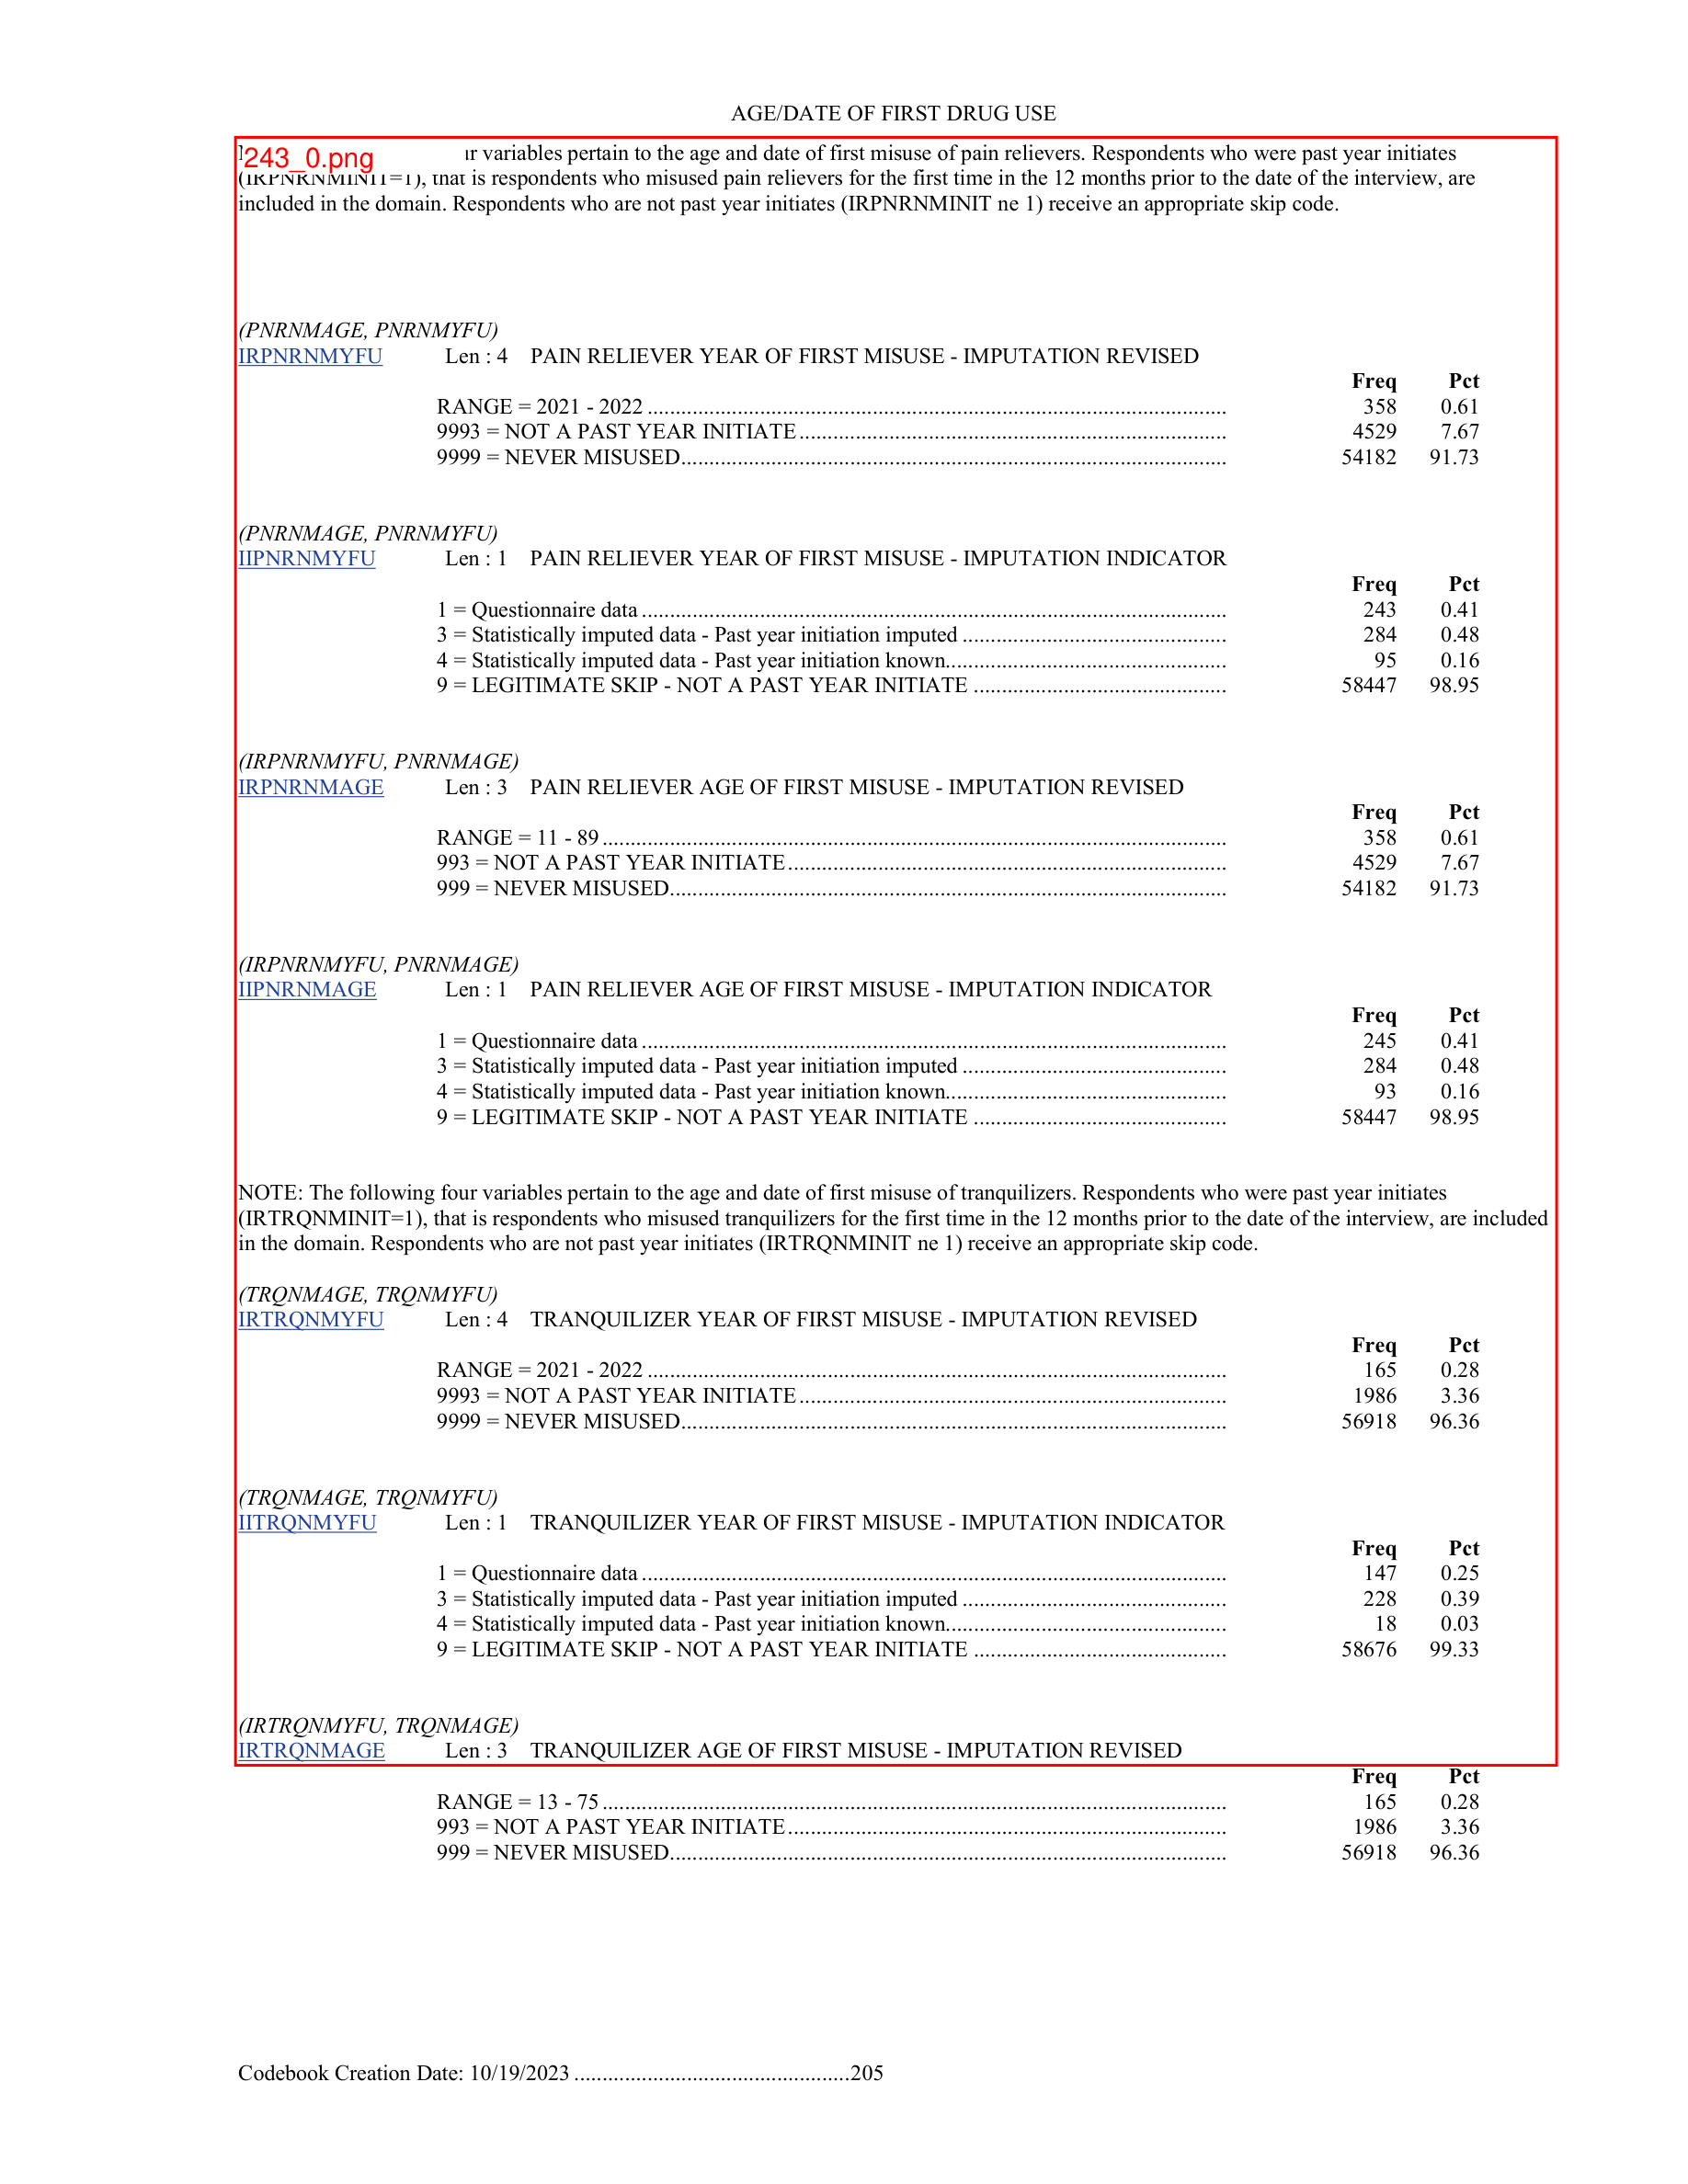 AGE/DATE OF FIRST DRUG USE
243_0.png
variables pertain to the age and date of first misuse of pain relievers. Respondents who were past year initiates
(IRPNRNMINIT=1), that is respondents who misused pain relievers for the first time in the 12 months prior to the date of the interview, are
included in the domain. Respondents who are not past year initiates (IRPNRNMINIT ne 1) receive an appropriate skip code.
(PNRNMAGE, PNRNMYFU)
IRPNRNMYFU Len : 4 PAIN RELIEVER YEAR OF FIRST MISUSE - IMPUTATION REVISED
Freq Pct
RANGE = 2021 - 2022 ........ 358 0.61
9993 = NOT A PAST YEAR INITIATE ........ 4529 7.67
9999 = NEVER MISUSED ........ 54182 91.73
(PNRNMAGE, PNRNMYFU)
IIPNRNMYFU Len : 1 PAIN RELIEVER YEAR OF FIRST MISUSE - IMPUTATION INDICATOR
Freq Pct
1 = Questionnaire data ........ 243 0.41
3 = Statistically imputed data - Past year initiation imputed ........ 284 0.48
4 = Statistically imputed data - Past year initiation known ........ 95 0.16
9 = LEGITIMATE SKIP - NOT A PAST YEAR INITIATE ........ 58447 98.95
(IRPNRNMYFU, PNRNMAGE)
IRPNRNMAGE Len : 3 PAIN RELIEVER AGE OF FIRST MISUSE - IMPUTATION REVISED
Freq Pct
RANGE = 11 - 89 ........ 358 0.61
993 = NOT A PAST YEAR INITIATE ........ 4529 7.67
999 = NEVER MISUSED ........ 54182 91.73
(IRPNRNMYFU, PNRNMAGE)
IIPNRNMAGE Len : 1 PAIN RELIEVER AGE OF FIRST MISUSE - IMPUTATION INDICATOR
Freq Pct
1 = Questionnaire data ........ 245 0.41
3 = Statistically imputed data - Past year initiation imputed ........ 284 0.48
4 = Statistically imputed data - Past year initiation known ........ 93 0.16
9 = LEGITIMATE SKIP - NOT A PAST YEAR INITIATE ........ 58447 98.95
NOTE: The following four variables pertain to the age and date of first misuse of tranquilizers. Respondents who were past year initiates
(IRTRQNMINIT=1), that is respondents who misused tranquilizers for the first time in the 12 months prior to the date of the interview, are included
in the domain. Respondents who are not past year initiates (IRTRQNMINIT ne 1) receive an appropriate skip code.
(TRQNMAGE, TRQNMYFU)
IRTRQNMYFU Len : 4 TRANQUILIZER YEAR OF FIRST MISUSE - IMPUTATION REVISED
Freq Pct
RANGE = 2021 - 2022 ........ 165 0.28
9993 = NOT A PAST YEAR INITIATE ........ 1986 3.36
9999 = NEVER MISUSED ........ 56918 96.36
(TRQNMAGE, TRQNMYFU)
IITRQNMYFU Len : 1 TRANQUILIZER YEAR OF FIRST MISUSE - IMPUTATION INDICATOR
Freq Pct
1 = Questionnaire data ........ 147 0.25
3 = Statistically imputed data - Past year initiation imputed ........ 228 0.39
4 = Statistically imputed data - Past year initiation known ........ 18 0.03
9 = LEGITIMATE SKIP - NOT A PAST YEAR INITIATE ........ 58676 99.33
(IRTRQNMYFU, TRQNMAGE)
IRTRQNMAGE Len : 3 TRANQUILIZER AGE OF FIRST MISUSE - IMPUTATION REVISED
Freq Pct
RANGE = 13 - 75 ........ 165 0.28
993 = NOT A PAST YEAR INITIATE ........ 1986 3.36
999 = NEVER MISUSED ........ 56918 96.36
Codebook Creation Date: 10/19/2023 ........ 205